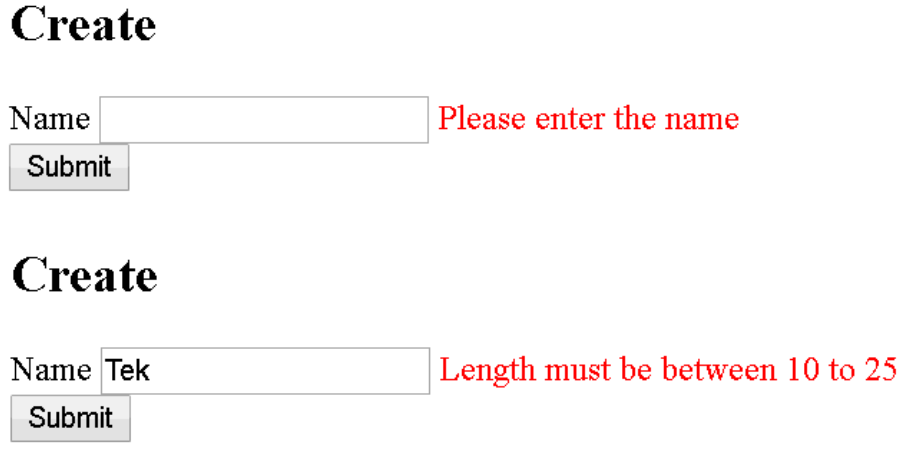 Create
Name Please enter the name
Submit
Create
Name Tek Length must be between 10 to 25
Submit